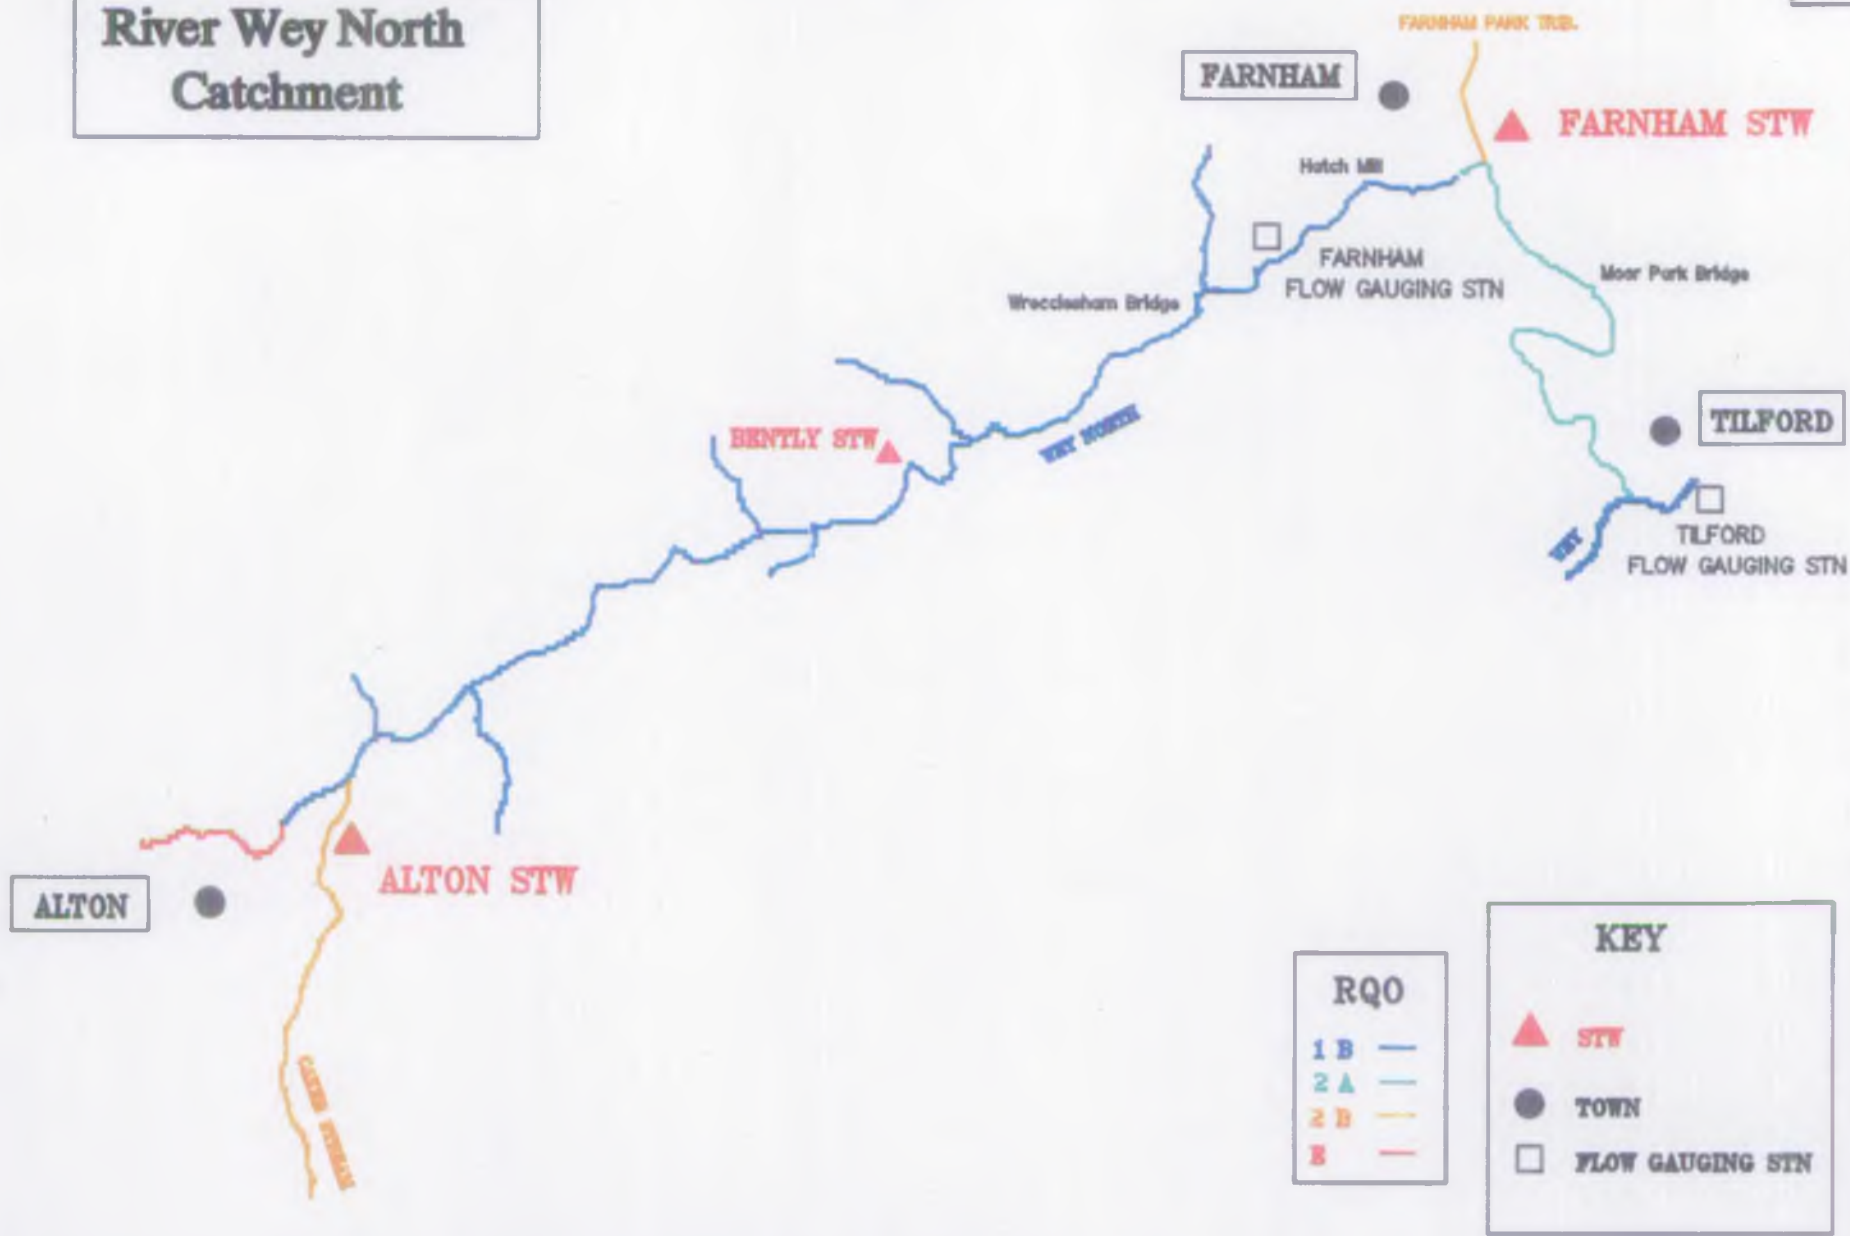 River Wey North
Catchment
FARNHAM PARK TRIB.
FARNHAM
FARNHAM STW
Hatch Mill
FARNHAM
FLOW GAUGING STN
Moor Park Bridge
Wrecclesham Bridge
TILFORD
BENTLY STW
WEY NORTH
WEY
TILFORD
FLOW GAUGING STN
ALTON STW
ALTON
CAKER STREAM
RQO
1 B
2 A
2 B
E
KEY
STW
TOWN
FLOW GAUGING STN